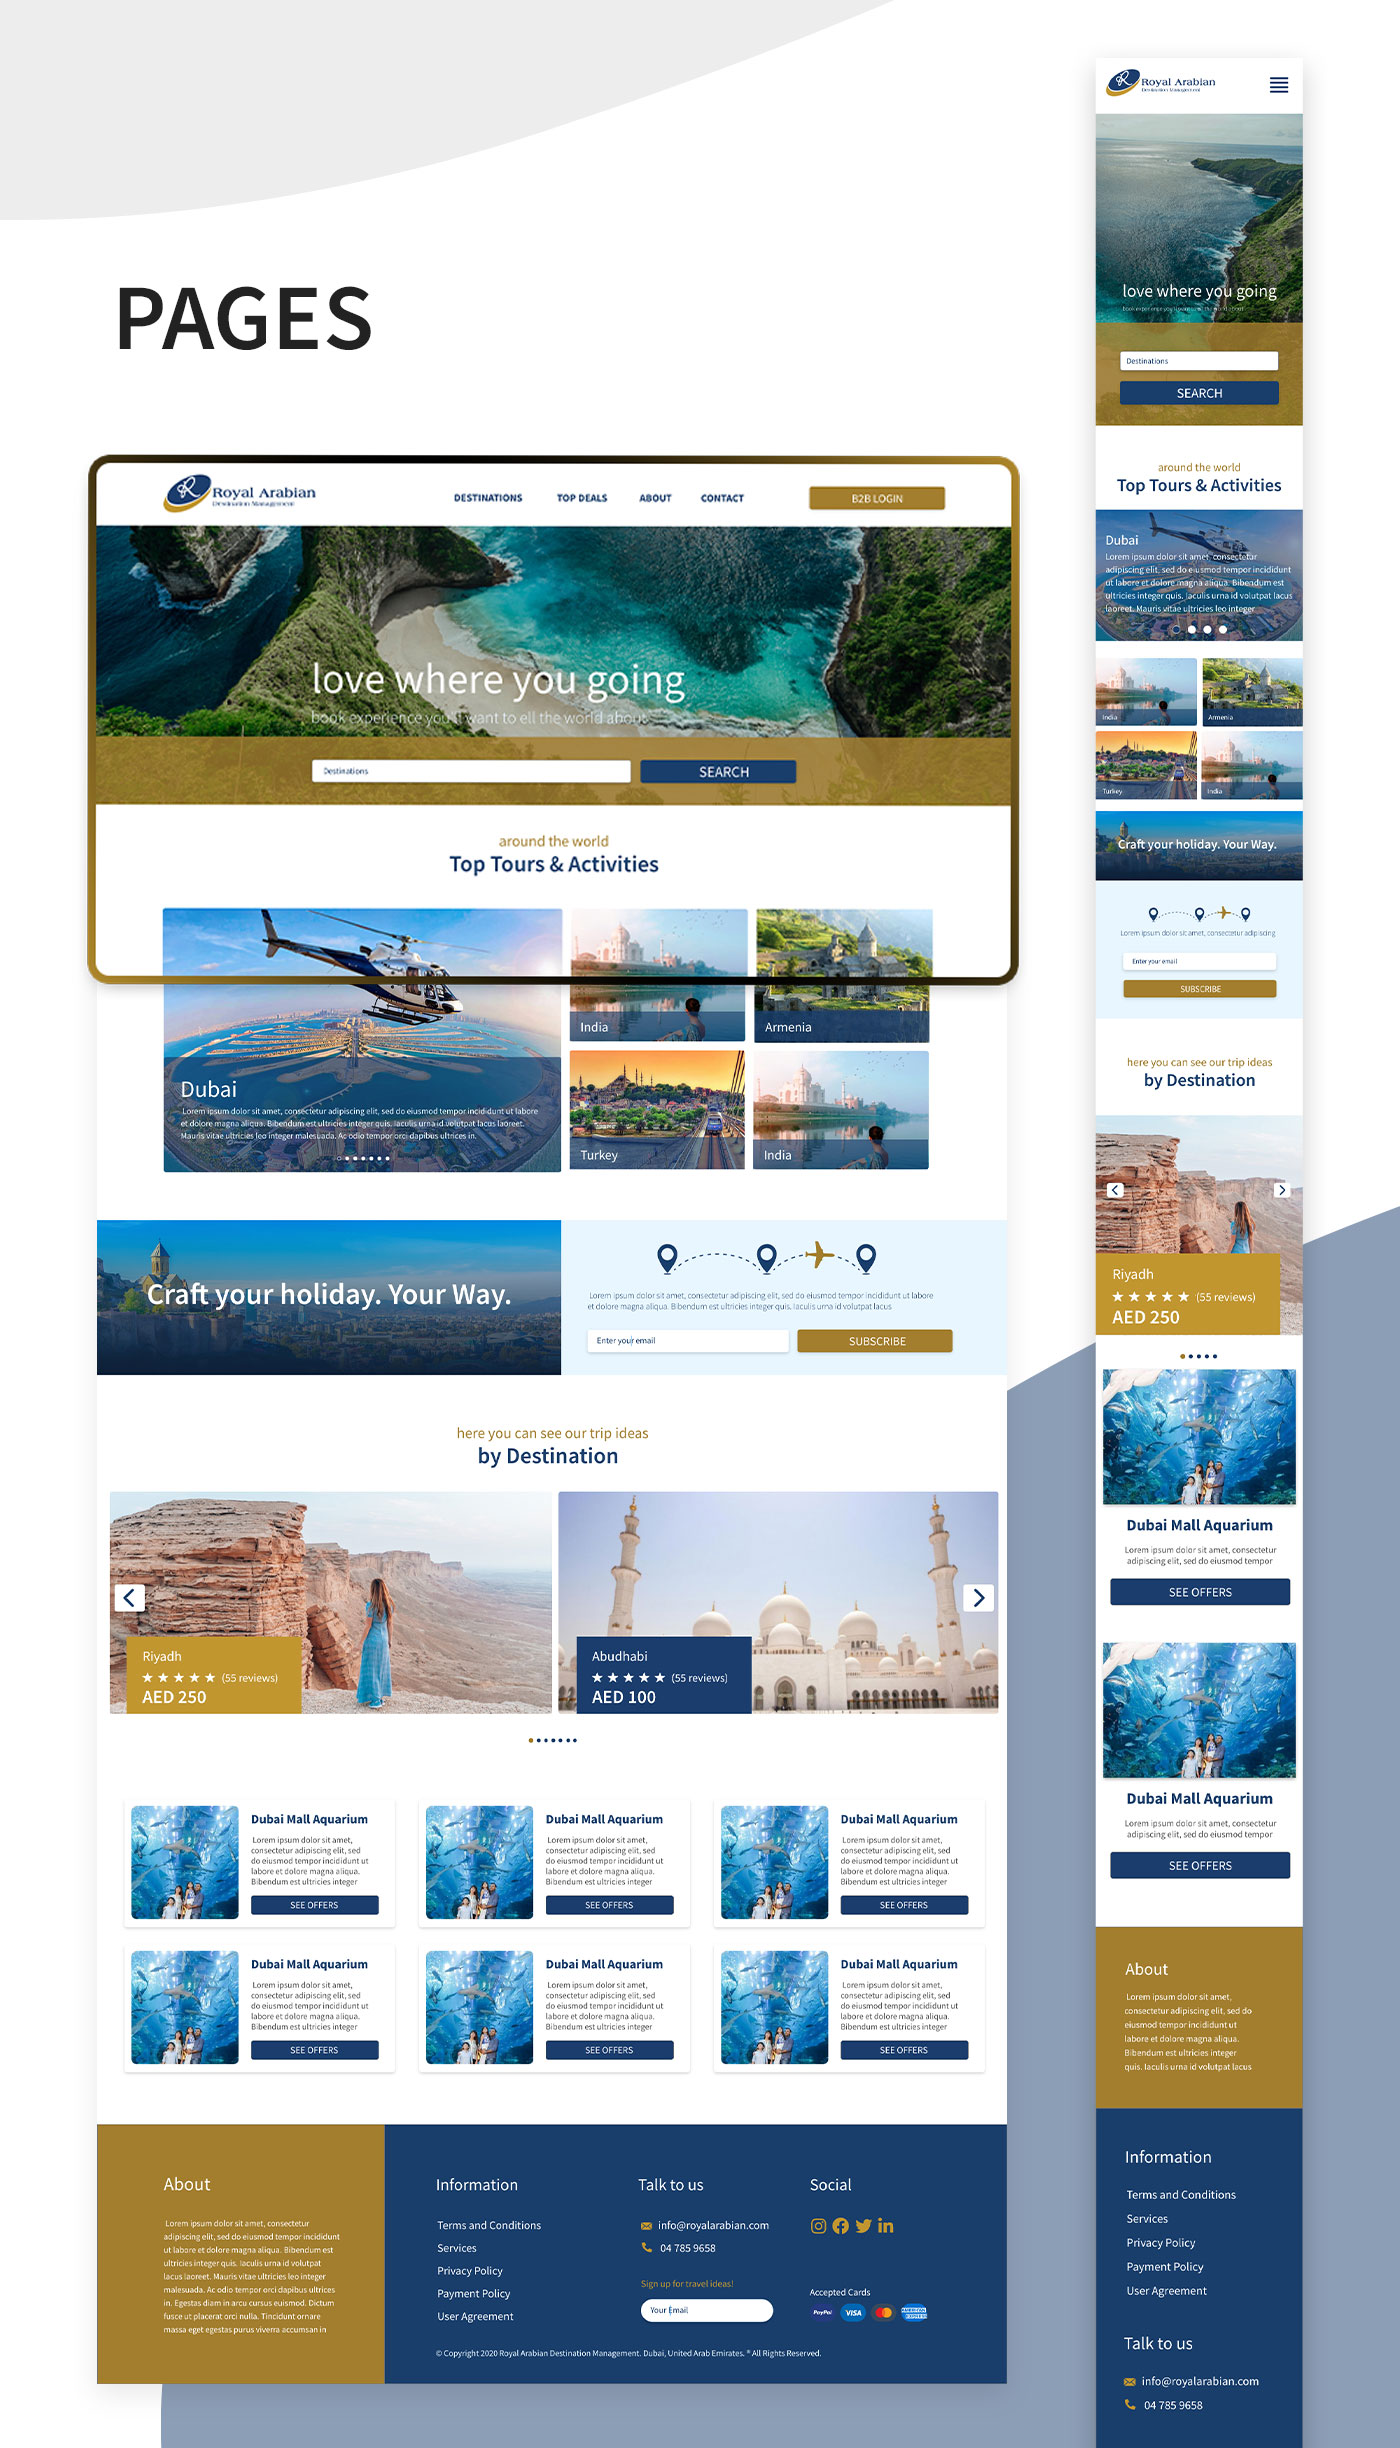 PAGES
Royal Arabian
Destination Management
DESTINATIONS
TOP DEALS
ABOUT
CONTACT
B2B LOGIN
love where you going
book experience you'll want to ell the world about
Destinations
SEARCH
around the world
Top Tours & Activities
Dubai
Lorem ipsum dolor sit amet, consectetur adipiscing elit, sed do eiusmod tempor incididunt ut labore
et dolore magna aliqua. Bibendum est ultricies integer quis. Iaculis urna id volutpat lacus laoreet.
Mauris vitae ultricies leo integer malesuada. Ac odio tempor orci dapibus ultrices in.
India
Armenia
Turkey
India
Craft your holiday. Your Way.
Lorem ipsum dolor sit amet, consectetur adipiscing elit, sed do eiusmod tempor incididunt ut labore
et dolore magna aliqua. Bibendum est ultricies integer quis. Iaculis urna id volutpat lacus
Enter your email
SUBSCRIBE
here you can see our trip ideas
by Destination
Riyadh
(55 reviews)
AED 250
Abudhabi
(55 reviews)
AED 100
Dubai Mall Aquarium
Lorem ipsum dolor sit amet,
consectetur adipiscing elit, sed
do eiusmod tempor incididunt ut
labore et dolore magna aliqua.
Bibendum est ultricies integer
SEE OFFERS
Dubai Mall Aquarium
Lorem ipsum dolor sit amet,
consectetur adipiscing elit, sed
do eiusmod tempor incididunt ut
labore et dolore magna aliqua.
Bibendum est ultricies integer
SEE OFFERS
Dubai Mall Aquarium
Lorem ipsum dolor sit amet,
consectetur adipiscing elit, sed
do eiusmod tempor incididunt ut
labore et dolore magna aliqua.
Bibendum est ultricies integer
SEE OFFERS
Dubai Mall Aquarium
Lorem ipsum dolor sit amet,
consectetur adipiscing elit, sed
do eiusmod tempor incididunt ut
labore et dolore magna aliqua.
Bibendum est ultricies integer
SEE OFFERS
Dubai Mall Aquarium
Lorem ipsum dolor sit amet,
consectetur adipiscing elit, sed
do eiusmod tempor incididunt ut
labore et dolore magna aliqua.
Bibendum est ultricies integer
SEE OFFERS
Dubai Mall Aquarium
Lorem ipsum dolor sit amet,
consectetur adipiscing elit, sed
do eiusmod tempor incididunt ut
labore et dolore magna aliqua.
Bibendum est ultricies integer
SEE OFFERS
About
Lorem ipsum dolor sit amet, consectetur
adipiscing elit, sed do eiusmod tempor incididunt
ut labore et dolore magna aliqua. Bibendum est
ultricies integer quis. Iaculis urna id volutpat
lacus laoreet. Mauris vitae ultricies leo integer
malesuada. Ac odio tempor orci dapibus ultrices
in. Egestas diam in arcu cursus euismod. Dictum
fusce ut placerat orci nulla. Tincidunt ornare
massa eget egestas purus viverra accumsan in
Information
Terms and Conditions
Services
Privacy Policy
Payment Policy
User Agreement
Talk to us
info@royalarabian.com
04 785 9658
Sign up for travel ideas!
Your Email
Social
Accepted Cards
PayPal
VISA
AMERICAN EXPRESS
© Copyright 2020 Royal Arabian Destination Management. Dubai, United Arab Emirates. ® All Rights Reserved.
Royal Arabian
Destination Management
love where you going
book experience you'll want to ell the world about
Destinations
SEARCH
around the world
Top Tours & Activities
Dubai
Lorem ipsum dolor sit amet, consectetur
adipiscing elit, sed do eiusmod tempor incididunt
ut labore et dolore magna aliqua. Bibendum est
ultricies integer quis. Iaculis urna id volutpat lacus
laoreet. Mauris vitae ultricies leo integer
India
Armenia
Turkey
India
Craft your holiday. Your Way.
Lorem ipsum dolor sit amet, consectetur adipiscing
Enter your email
SUBSCRIBE
here you can see our trip ideas
by Destination
Riyadh
(55 reviews)
AED 250
Dubai Mall Aquarium
Lorem ipsum dolor sit amet, consectetur
adipiscing elit, sed do eiusmod tempor
SEE OFFERS
Dubai Mall Aquarium
Lorem ipsum dolor sit amet, consectetur
adipiscing elit, sed do eiusmod tempor
SEE OFFERS
About
Lorem ipsum dolor sit amet,
consectetur adipiscing elit, sed do
eiusmod tempor incididunt ut
labore et dolore magna aliqua.
Bibendum est ultricies integer
quis. Iaculis urna id volutpat lacus
Information
Terms and Conditions
Services
Privacy Policy
Payment Policy
User Agreement
Talk to us
info@royalarabian.com
04 785 9658